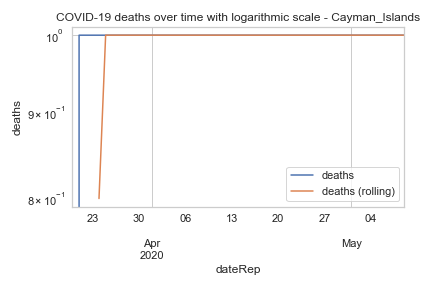 COVID-19 deaths over time with logarithmic scale - Cayman_Islands
10⁰
9 × 10⁻¹
8 × 10⁻¹
deaths
deaths
deaths (rolling)
23 30 06 13 20 27 04
Apr May
2020
dateRep